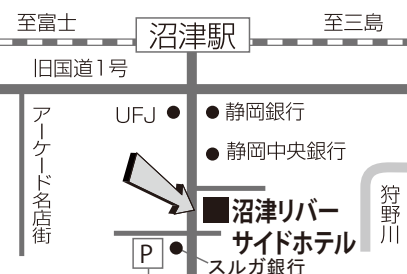 至富士
沼津駅
至三島
旧国道1号
UFJ
静岡銀行
静岡中央銀行
アーケード名店街
沼津リバー
サイドホテル
狩野川
P
スルガ銀行